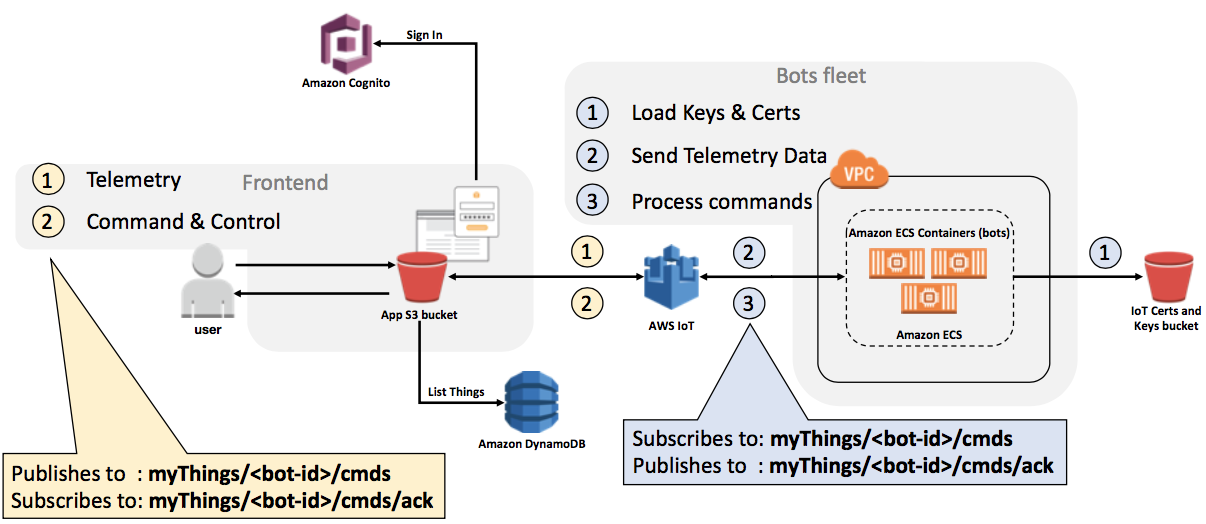 Sign In
Amazon Cognito
Bots fleet
1 Load Keys & Certs
2 Send Telemetry Data
3 Process commands
VPC
1 Telemetry
Frontend
2 Command & Control
Amazon ECS Containers (bots)
Amazon ECS
1
2
1
2
3
1
user
App S3 bucket
AWS IoT
IoT Certs and
Keys bucket
List Things
Amazon DynamoDB
Subscribes to: myThings/<bot-id>/cmds
Publishes to : myThings/<bot-id>/cmds/ack
Publishes to : myThings/<bot-id>/cmds
Subscribes to: myThings/<bot-id>/cmds/ack